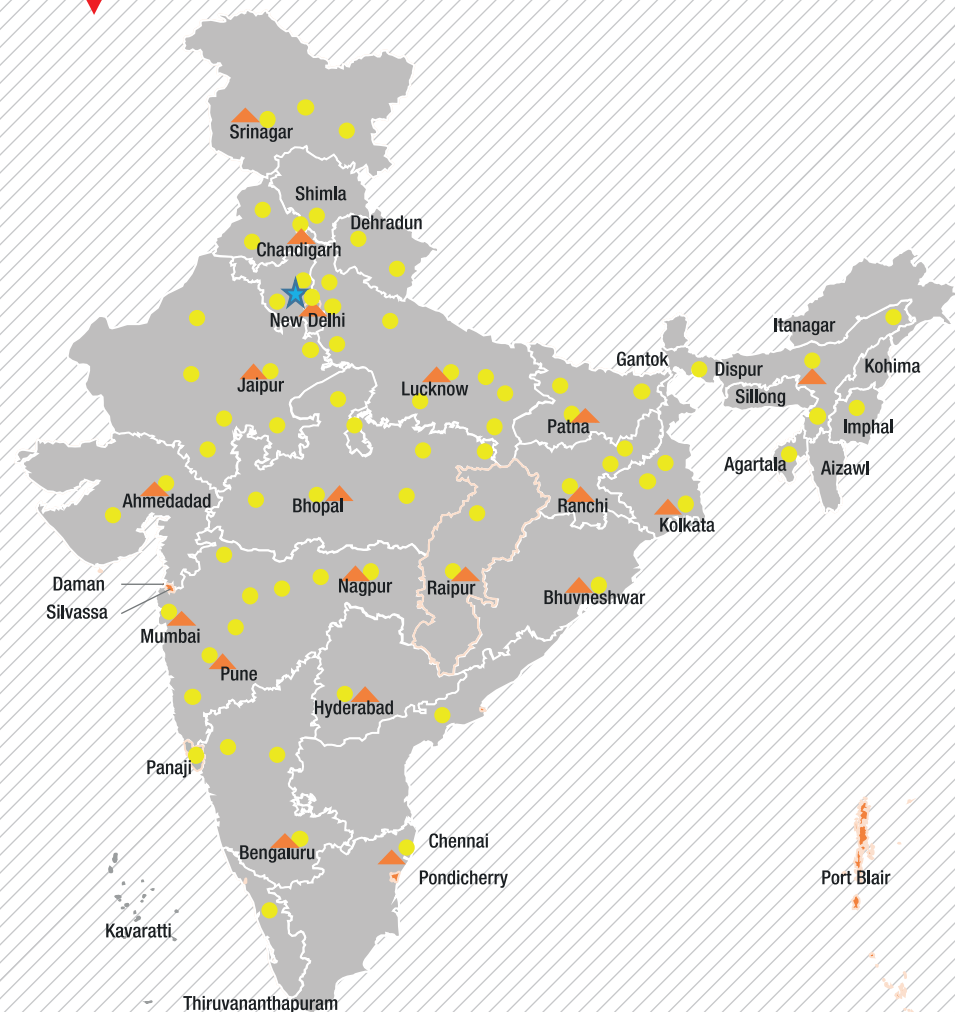 Srinagar
Shimla
Dehradun
Chandigarh
New Delhi
Itanagar
Gantok
Dispur
Kohima
Jaipur
Lucknow
Sillong
Patna
Imphal
Agartala
Aizawl
Ahmedadad
Bhopal
Ranchi
Kolkata
Daman
Silvassa
Nagpur
Raipur
Bhuvneshwar
Mumbai
Pune
Hyderabad
Panaji
Bengaluru
Chennai
Pondicherry
Port Blair
Kavaratti
Thiruvananthapuram